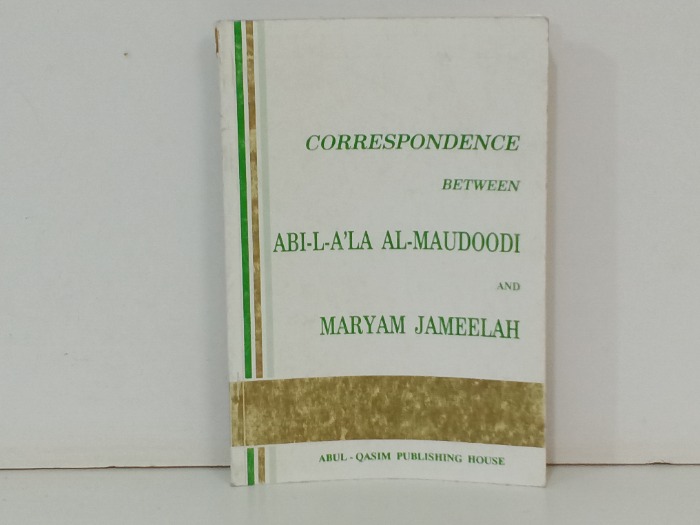 CORRESPONDENCE
BETWEEN
ABI-L-A'LA AL-MAUDOODI
AND
MARYAM JAMEELAH
ABUL - QASIM PUBLISHING HOUSE